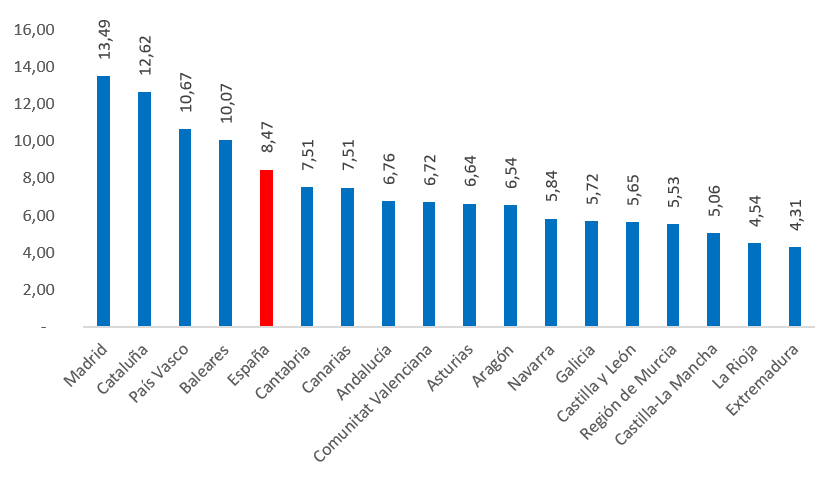 16,00
14,00
12,00
10,00
8,00
6,00
4,00
2,00
-
13,49
12,62
10,67
10,07
8,47
7,51
7,51
6,76
6,72
6,64
6,54
5,84
5,72
5,65
5,53
5,06
4,54
4,31
Madrid
Cataluña
País Vasco
Baleares
España
Cantabria
Canarias
Andalucía
Comunitat Valenciana
Asturias
Aragón
Navarra
Galicia
Castilla y León
Región de Murcia
Castilla-La Mancha
La Rioja
Extremadura